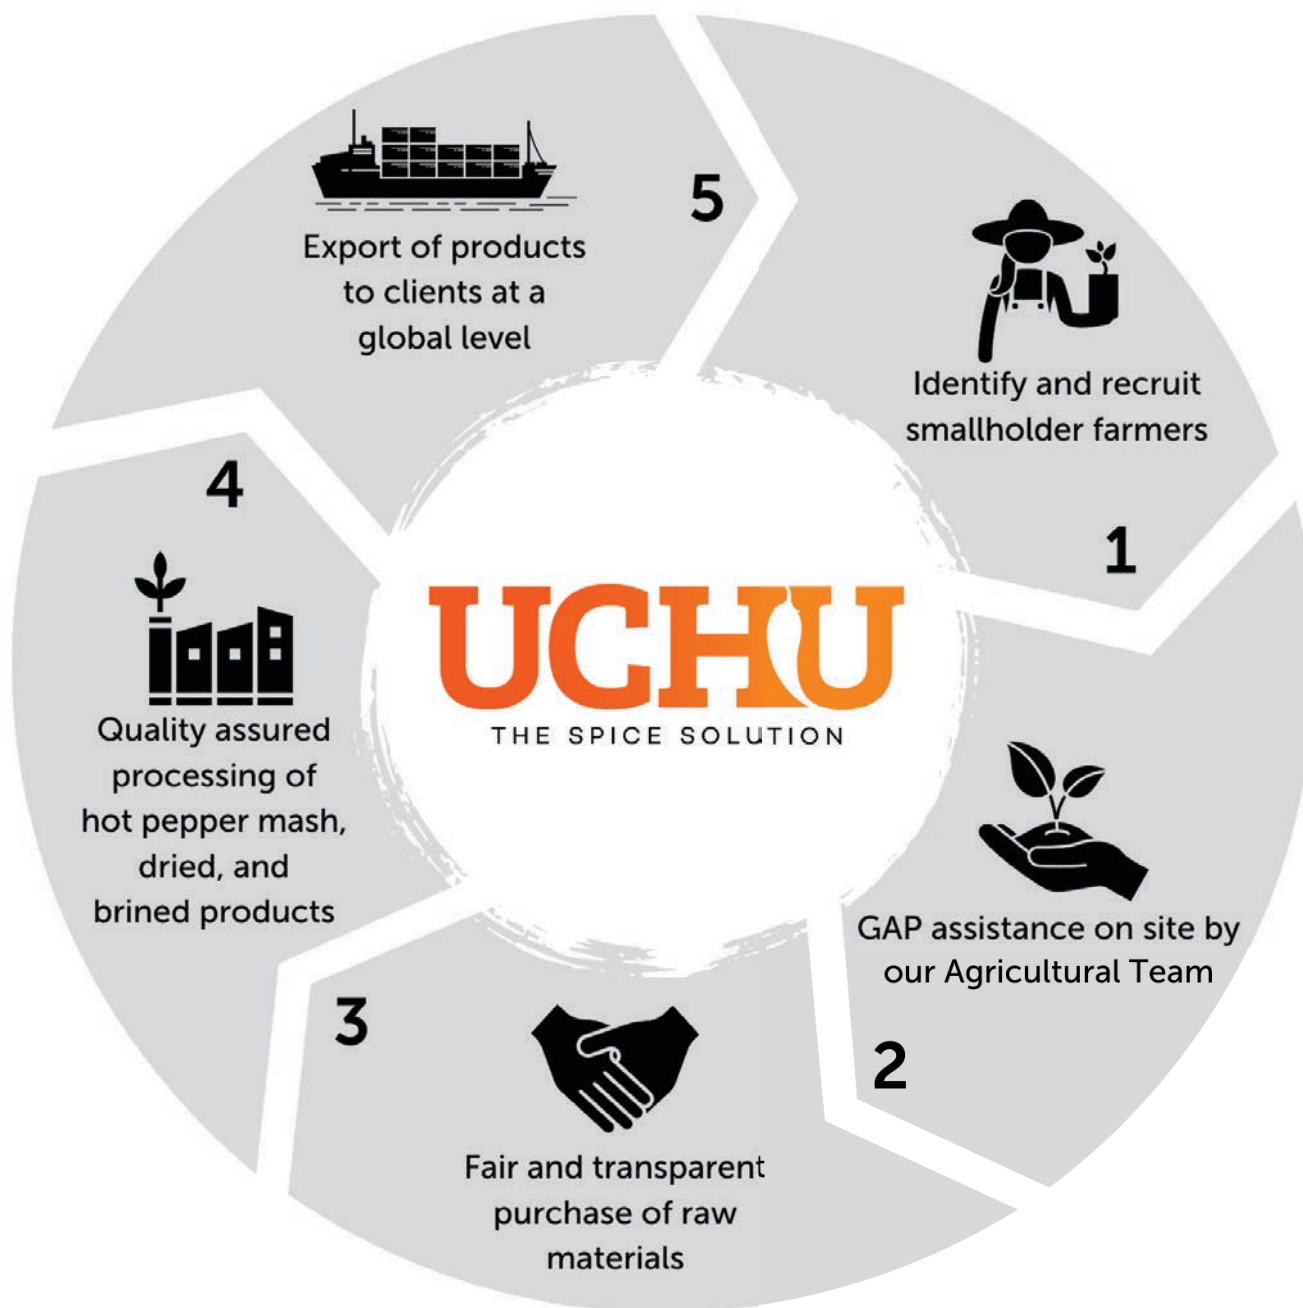 Identify and recruit
smallholder farmers
1
GAP assistance on site by
our Agricultural Team
2
3
Fair and transparent
purchase of raw
materials
4
Quality assured
processing of
hot pepper mash,
dried, and
brined products
5
Export of products
to clients at a
global level
UCHU
THE SPICE SOLUTION